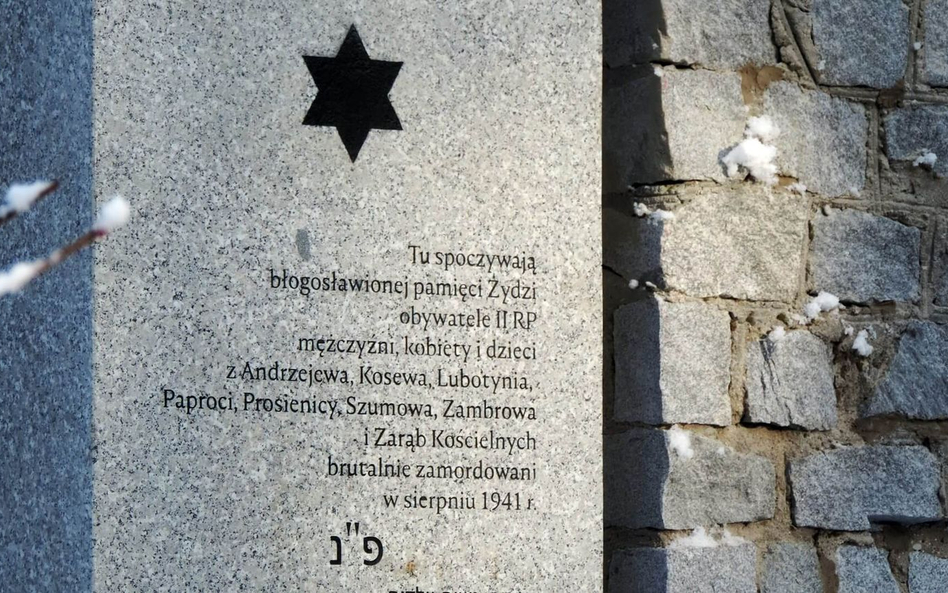 Tu spoczywają
błogosławionej pamięci Żydzi
obywatele II RP
mężczyźni, kobiety i dzieci
z Andrzejewa, Kosewa, Lubotynia,
Paproci, Prosienicy, Szumowa, Zambrowa
i Zarąb Kościelnych
brutalnie zamordowani
w sierpniu 1941 r.
פ"נ